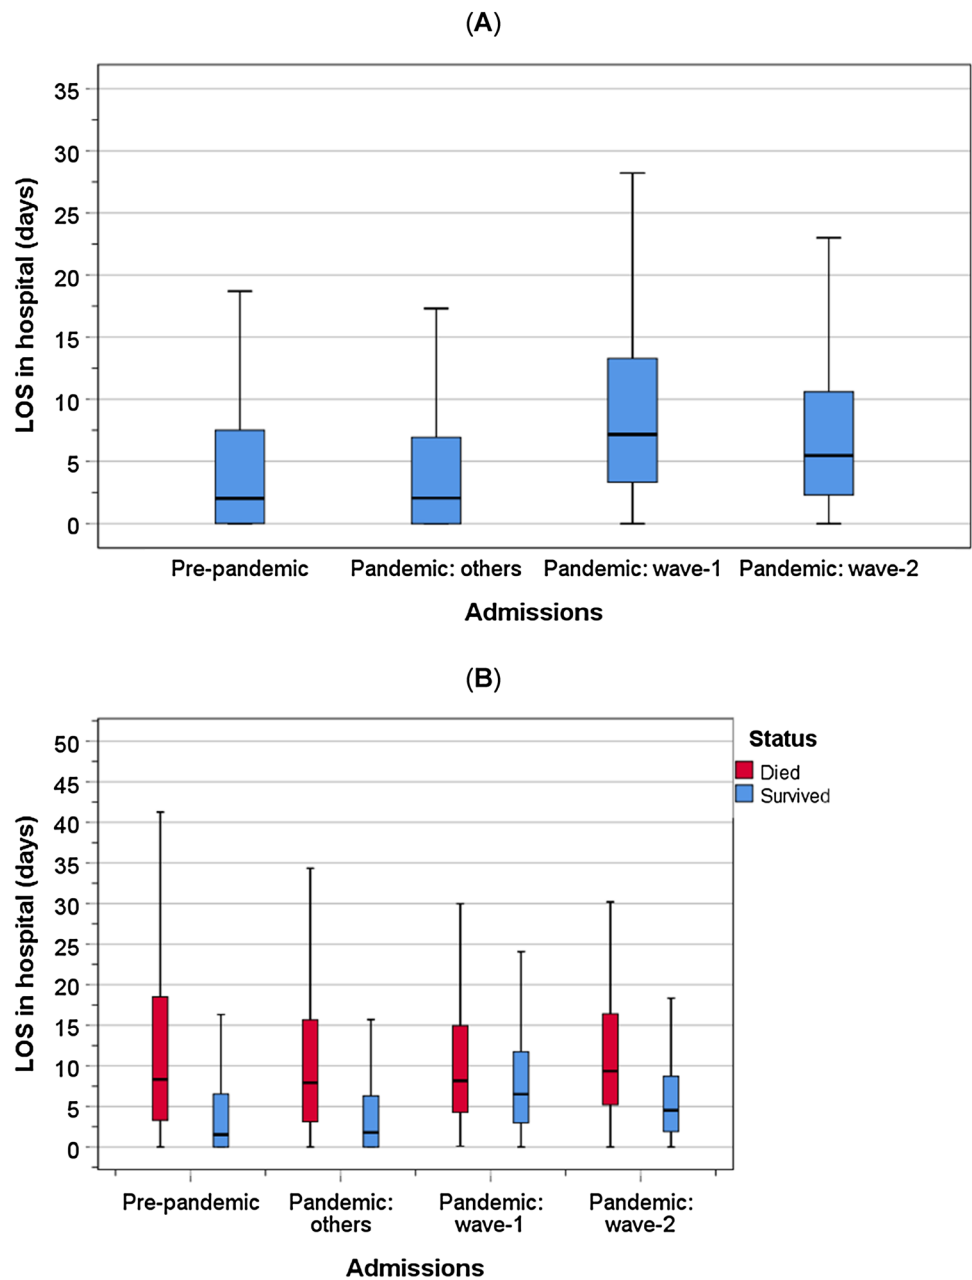 (A)
LOS in hospital (days)
35
30
25
20
15
10
5
0
Pre-pandemic
Pandemic: others
Pandemic: wave-1
Pandemic: wave-2
Admissions
(B)
LOS in hospital (days)
50
45
40
35
30
25
20
15
10
5
0
Status
Died
Survived
Pre-pandemic
Pandemic:
others
Pandemic:
wave-1
Pandemic:
wave-2
Admissions